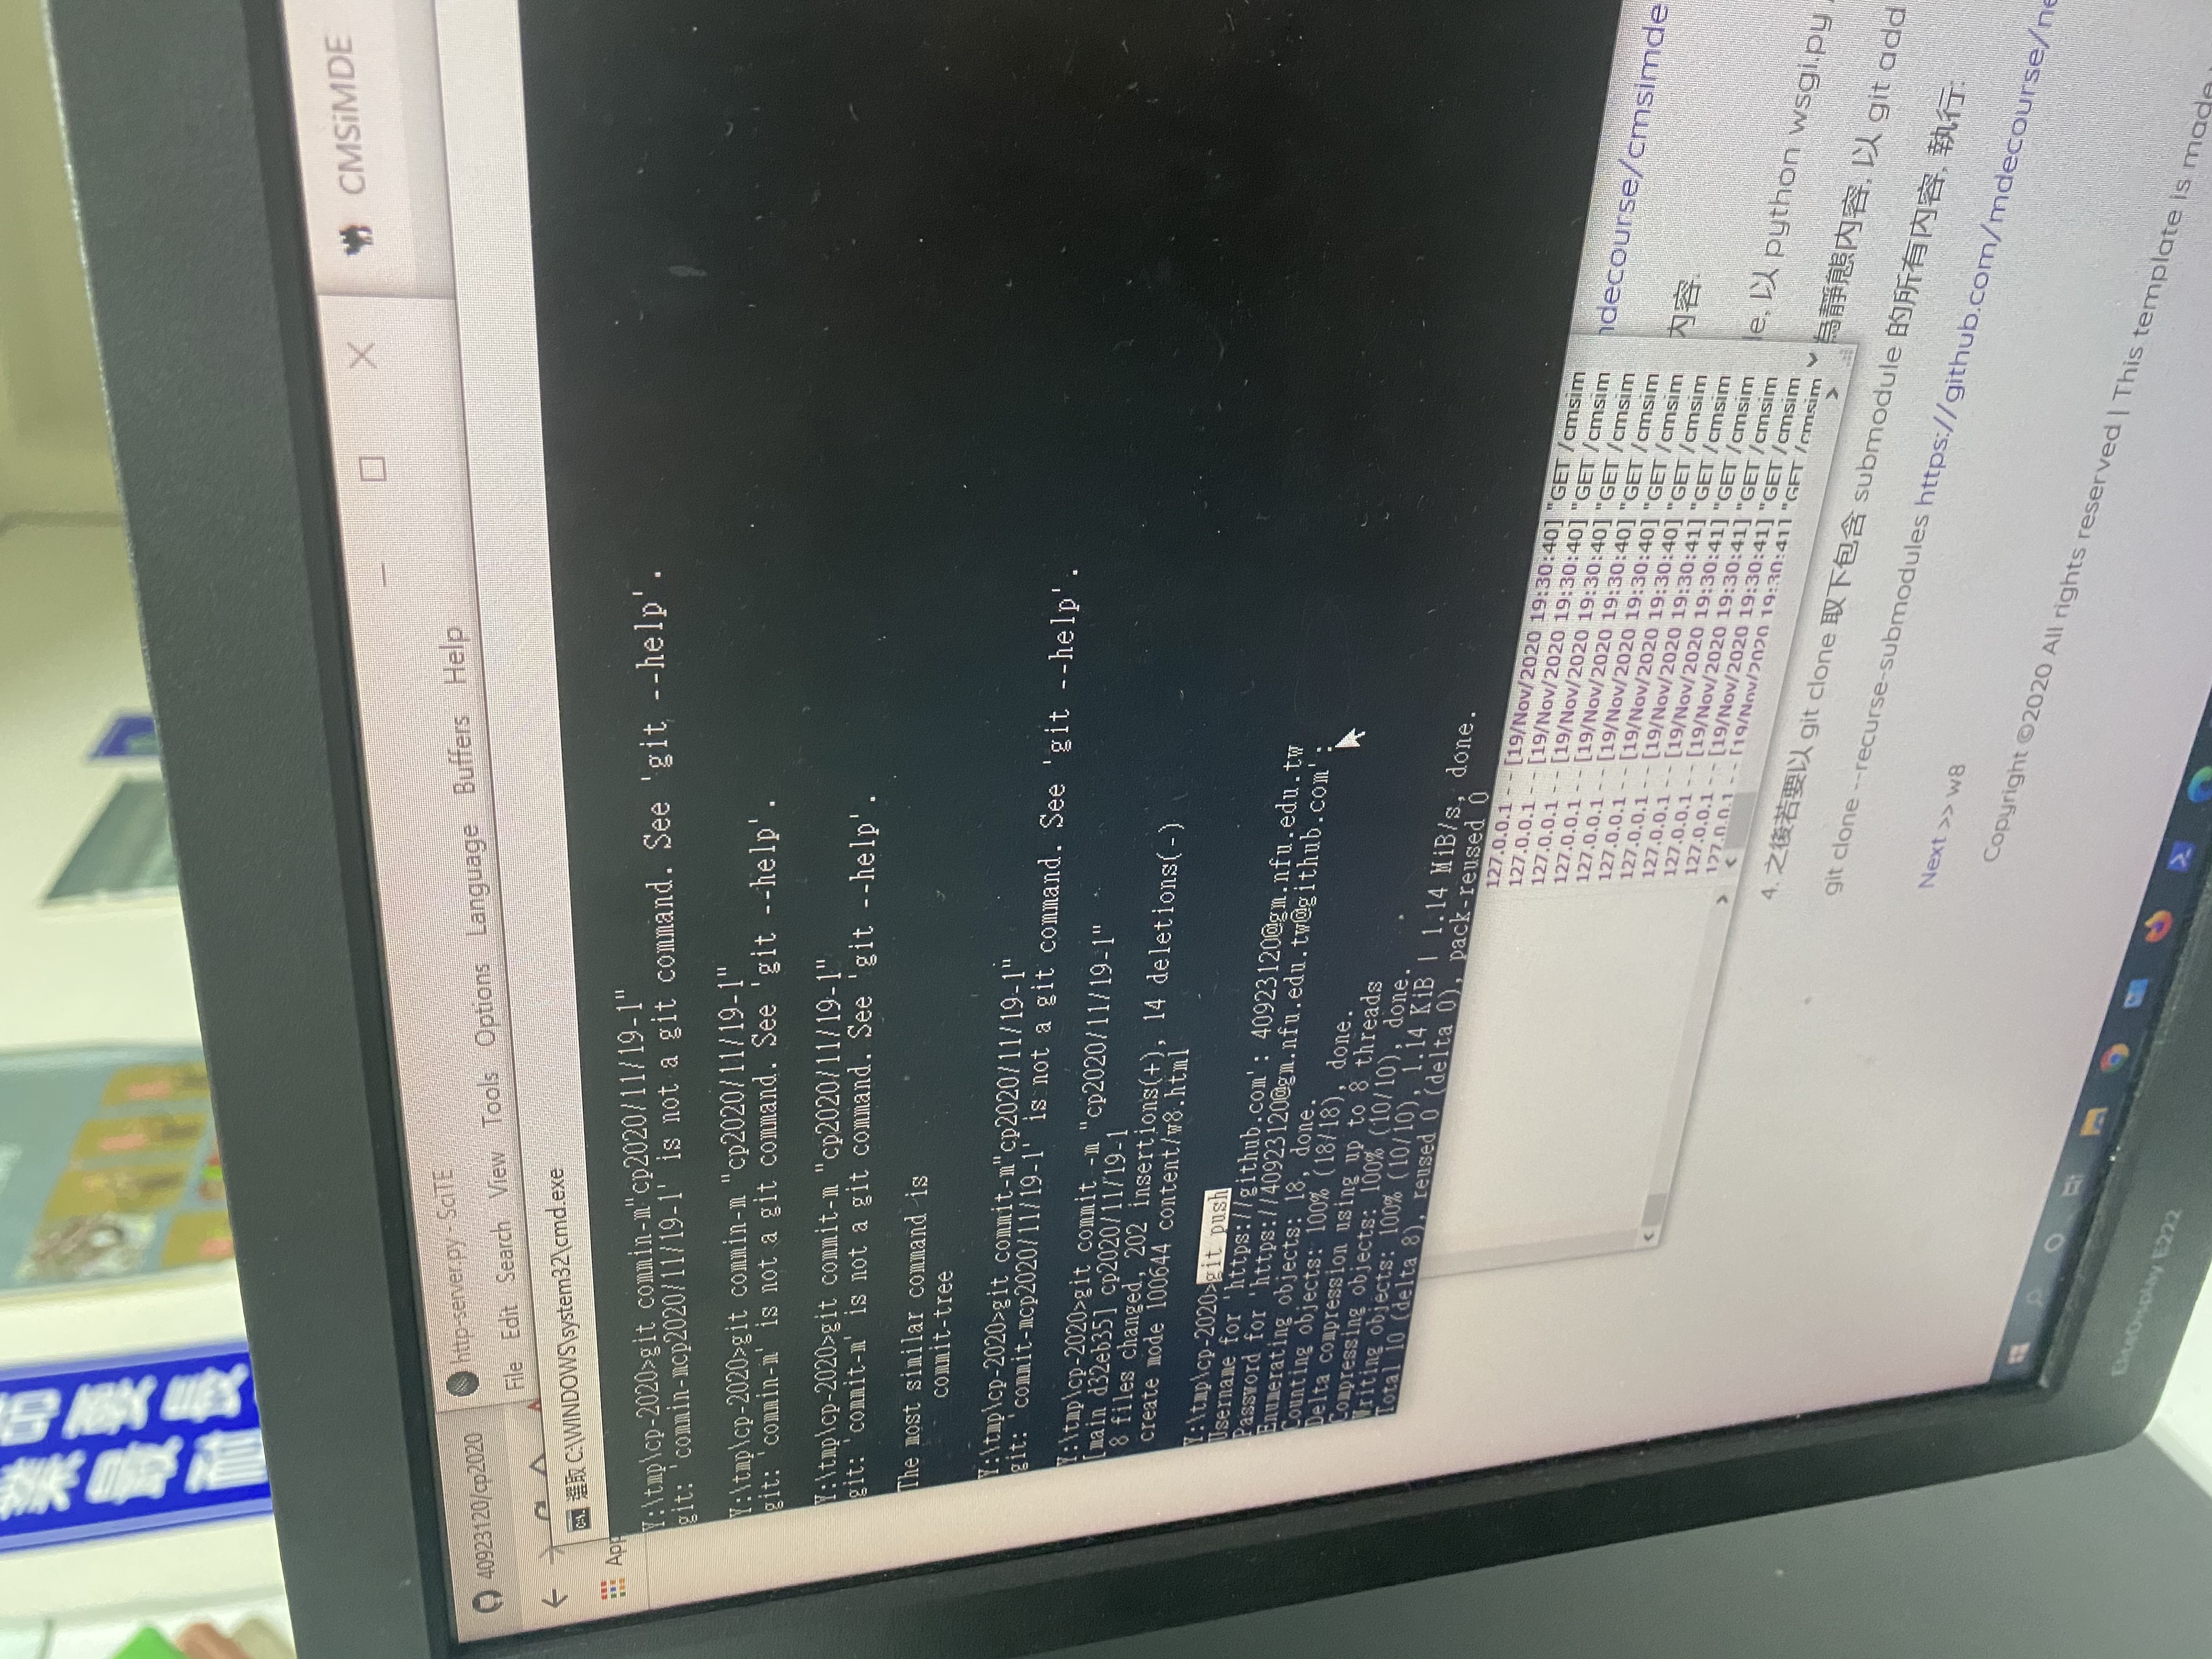 業最耐
印要長
CMSiMDE
40923120/cp2020
http-server.py - SciTE
File Edit Search View Tools Options Language Buffers Help
選取 C:\WINDOWS\system32\cmd.exe
App
Y:\tmp\cp-2020>git commin-m"cp2020/11/19-1"
git: 'commin-mcp2020/11/19-1' is not a git command. See 'git --help'.
Y:\tmp\cp-2020>git commin-m "cp2020/11/19-1"
git: 'commin-m' is not a git command. See 'git --help'.
Y:\tmp\cp-2020>git commit-m "cp2020/11/19-1"
git: 'commit-m' is not a git command. See 'git --help'.
The most similar command is
commit-tree
Y:\tmp\cp-2020>git commit-m"cp2020/11/19-1"
git: 'commit-mcp2020/11/19-1' is not a git command. See 'git --help'.
Y:\tmp\cp-2020>git commit -m "cp2020/11/19-1"
[main d32eb35] cp2020/11/19-1
8 files changed, 202 insertions(+), 14 deletions(-)
create mode 100644 content/w8.html
Y:\tmp\cp-2020>git push
Username for 'https://github.com': 40923120@gm.nfu.edu.tw
Password for 'https://40923120@gm.nfu.edu.tw@github.com':
Enumerating objects: 18, done.
Counting objects: 100% (18/18), done.
Delta compression using up to 8 threads
Compressing objects: 100% (10/10), done.
Writing objects: 100% (10/10), 1.14 KiB | 1.14 MiB/s, done.
Total 10 (delta 8), reused 0 (delta 0), pack-reused 0
127.0.0.1 - - [19/Nov/2020 19:30:40] "GET /cmsim
127.0.0.1 - - [19/Nov/2020 19:30:40] "GET /cmsim
127.0.0.1 - - [19/Nov/2020 19:30:40] "GET /cmsim
127.0.0.1 - - [19/Nov/2020 19:30:40] "GET /cmsim
127.0.0.1 - - [19/Nov/2020 19:30:40] "GET /cmsim
127.0.0.1 - - [19/Nov/2020 19:30:40] "GET /cmsim
127.0.0.1 - - [19/Nov/2020 19:30:41] "GET /cmsim
127.0.0.1 - - [19/Nov/2020 19:30:41] "GET /cmsim
127.0.0.1 - - [19/Nov/2020 19:30:41] "GET /cmsim
127.0.0.1 - - [19/Nov/2020 19:30:41] "GET /cmsim
127.0.0.1 - - [19/Nov/2020 19:30:41] "GET /cmsim
ndecourse/cmsimde
內容.
le, 以 python wsgi.py
為靜態內容, 以 git add
4. 之後若要以 git clone 取下包含 submodule 的所有內容, 執行:
git clone --recurse-submodules https://github.com/mdecourse/ne
Next >> w8
Copyright ©2020 All rights reserved | This template is made
EliteDisplay E222